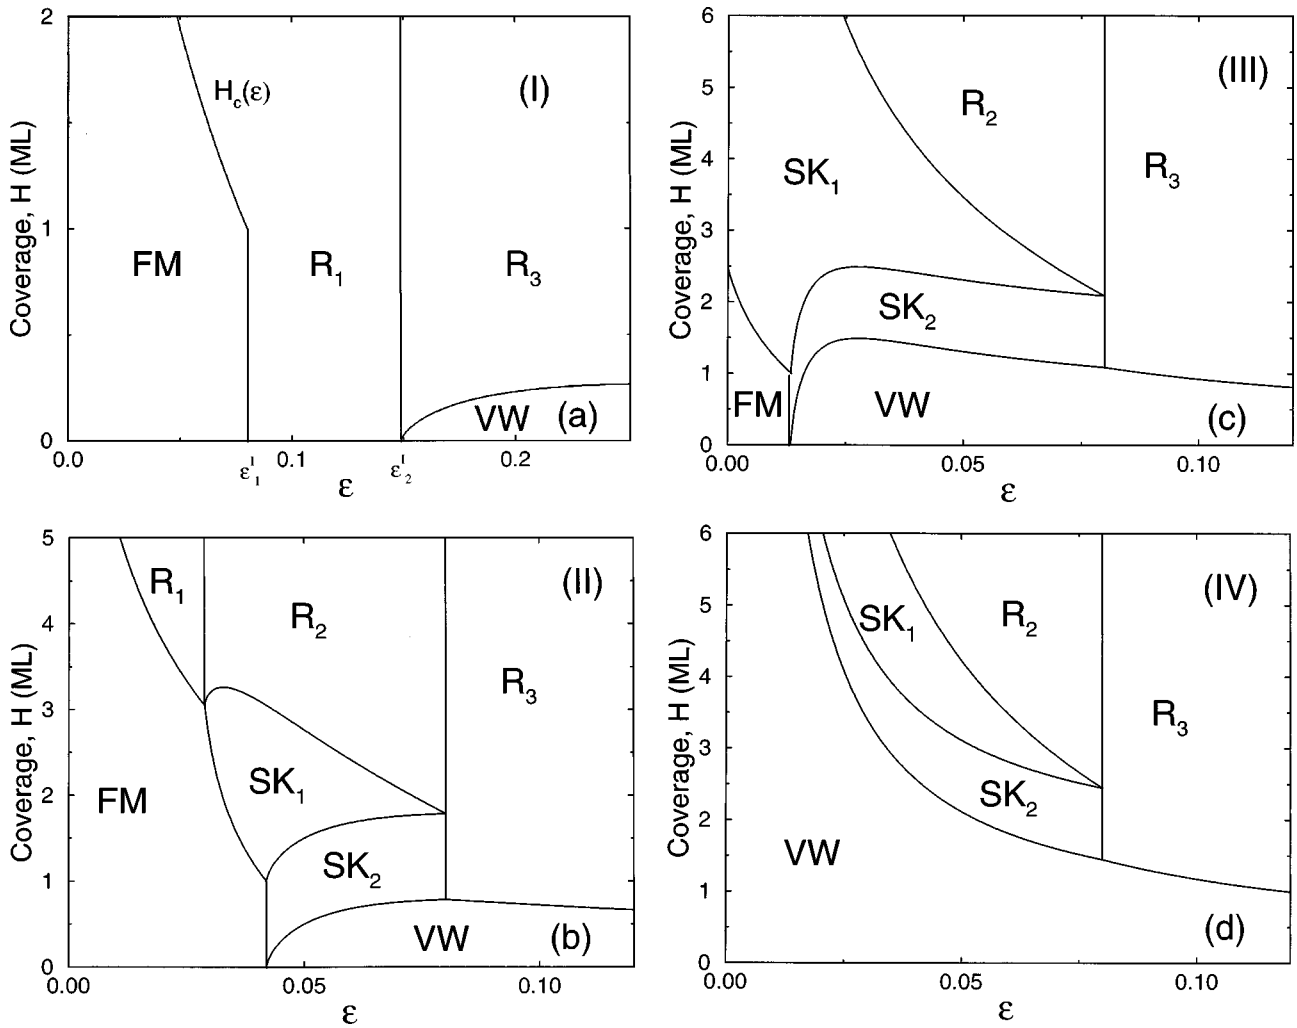 2
(I)
H_c(ε)
Coverage, H (ML)
1
FM
R_1
R_3
VW
(a)
0
0.0
ε^I_1
0.1
ε^I_2
0.2
ε
6
(III)
5
R_2
4
SK_1
R_3
Coverage, H (ML)
3
2
SK_2
1
FM
VW
(c)
0
0.00
0.05
0.10
ε
5
R_1
(II)
4
R_2
R_3
Coverage, H (ML)
3
SK_1
2
FM
SK_2
1
VW
(b)
0
0.00
0.05
0.10
ε
6
(IV)
5
SK_1
R_2
4
R_3
Coverage, H (ML)
3
SK_2
2
VW
1
(d)
0
0.00
0.05
0.10
ε